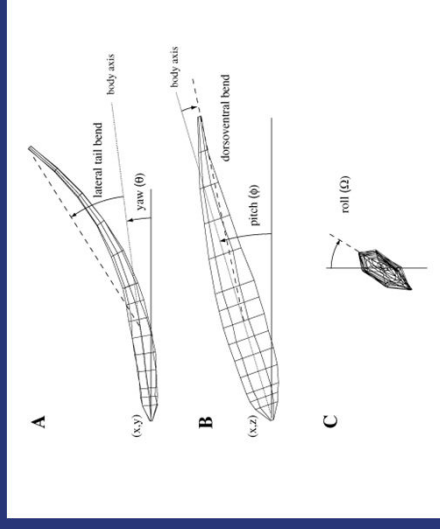 A
lateral tail bend
body axis
yaw (θ)
(x,y)
B
body axis
dorsoventral bend
pitch (ϕ)
(x,z)
C
roll (Ω)